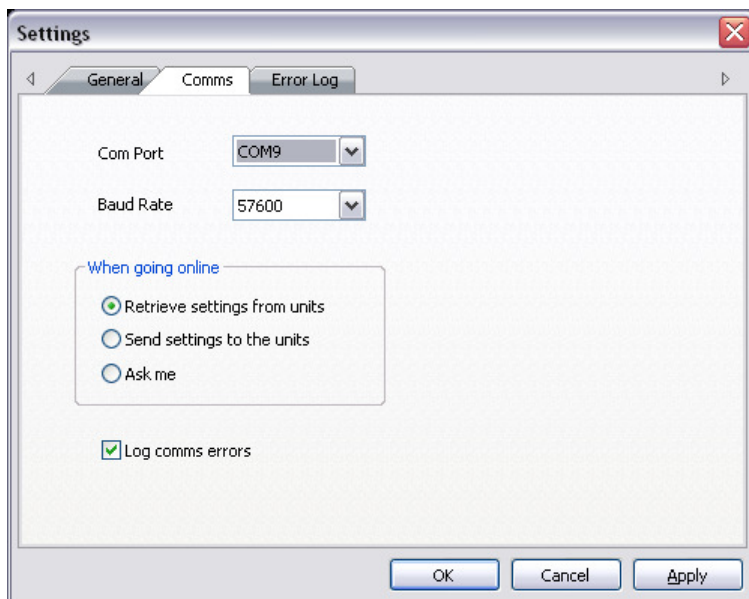 Settings
General Comms Error Log
Com Port COM9
Baud Rate 57600
When going online
Retrieve settings from units
Send settings to the units
Ask me
Log comms errors
OK Cancel Apply